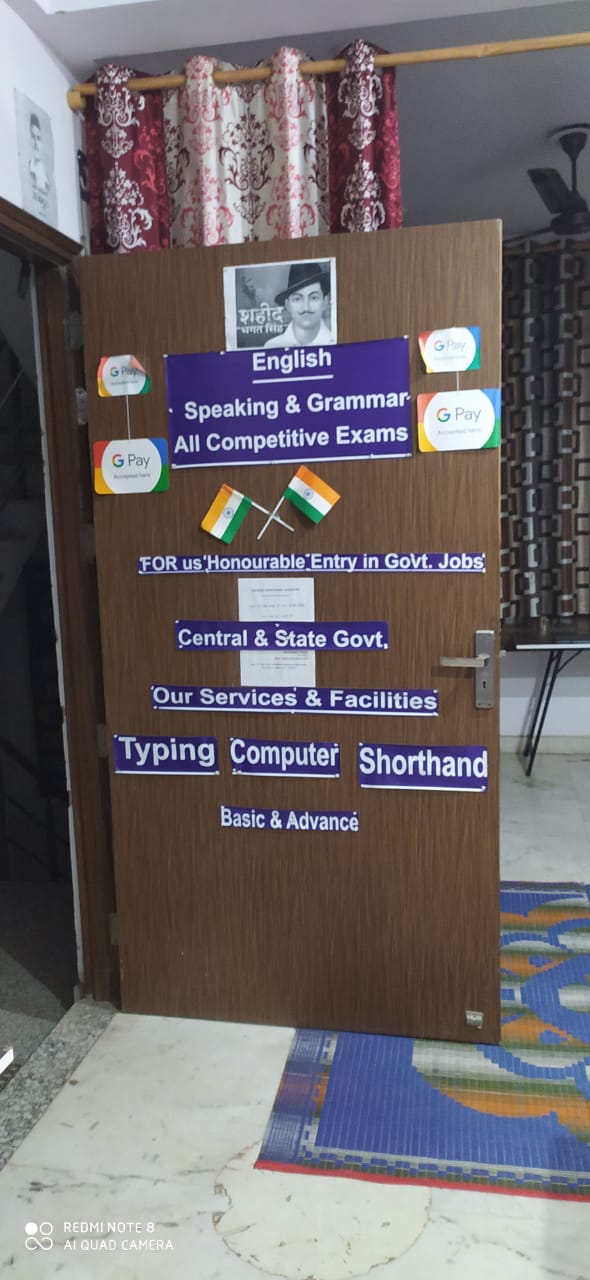 शहीद
भगत सिंह
English
Speaking & Grammar
All Competitive Exams
G Pay
Accepted here
G Pay
Accepted here
G Pay
Accepted here
G Pay
Accepted here
FOR us 'Honourable' Entry in Govt. Jobs
Central & State Govt.
Our Services & Facilities
Typing Computer Shorthand
Basic & Advance
REDMI NOTE 8
AI QUAD CAMERA